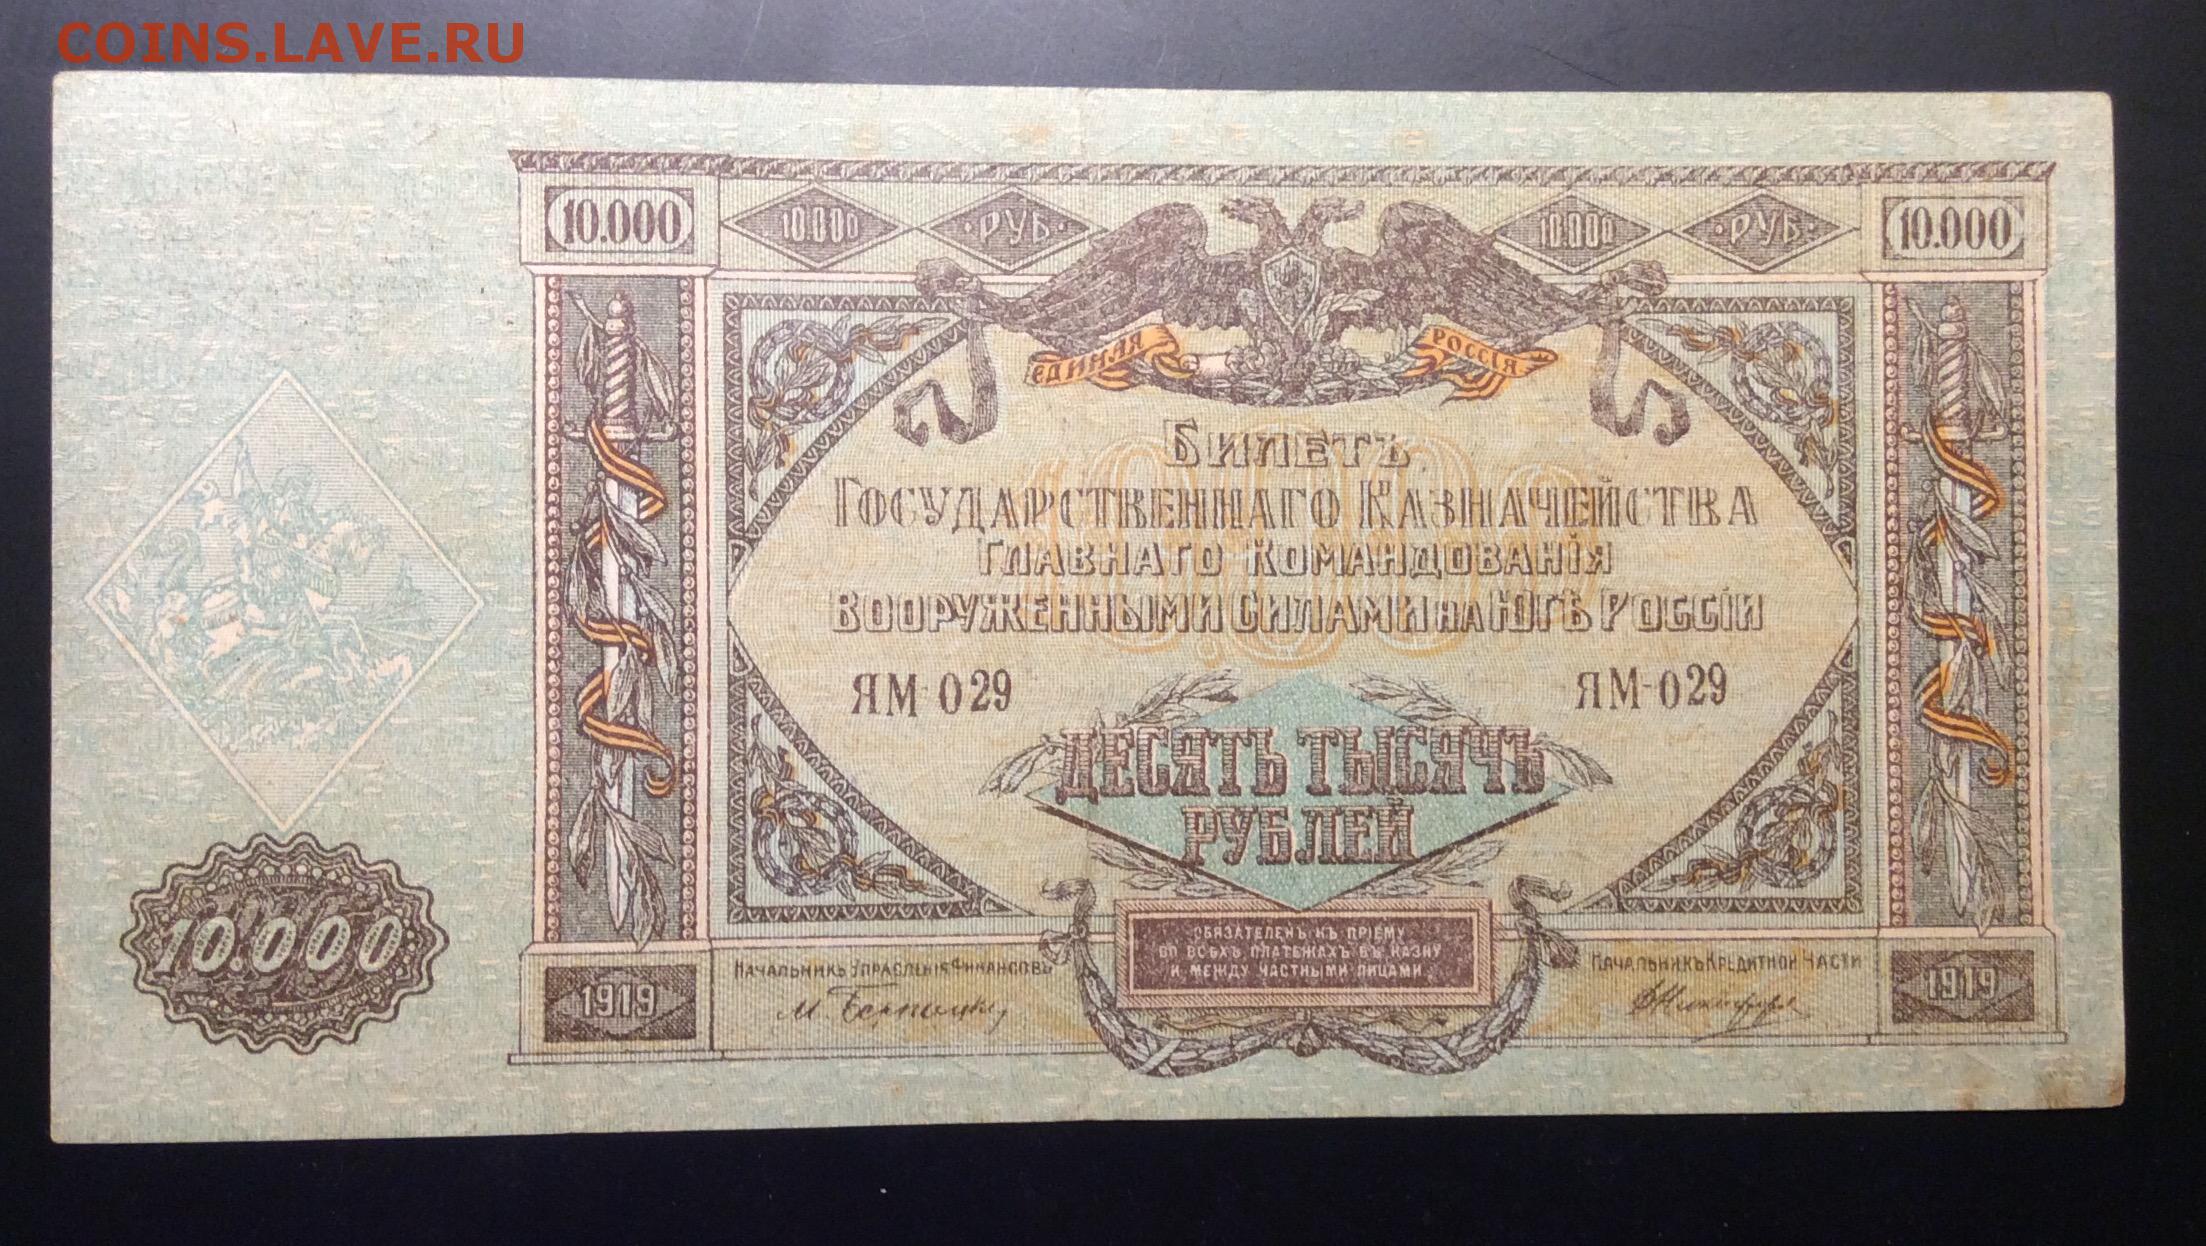 COINS.LAVE.RU
10.000
10.000
РУБ
10.000
РУБ
10.000
ЕДИНАЯ
РОССІЯ
БИЛЕТЪ
ГОСУДАРСТВЕННАГО КАЗНАЧЕЙСТВА
ГЛАВНАГО КОМАНДОВАНІЯ
ВООРУЖЕННЫМИ СИЛАМИ НА ЮГѢ РОССІИ
ЯМ-029
ЯМ-029
ДЕСЯТЬ ТЫСЯЧЪ
РУБЛЕЙ
ОБЯЗАТЕЛЕНЪ КЪ ПРІЕМУ
ВО ВСѢХЪ ПЛАТЕЖАХЪ ВЪ КАЗНУ
И МЕЖДУ ЧАСТНЫМИ ЛИЦАМИ.
10.000
1919
НАЧАЛЬНИКЪ УПРАВЛЕНІЯ ФИНАНСОВЪ
НАЧАЛЬНИКЪ КРЕДИТНОЙ ЧАСТИ
1919